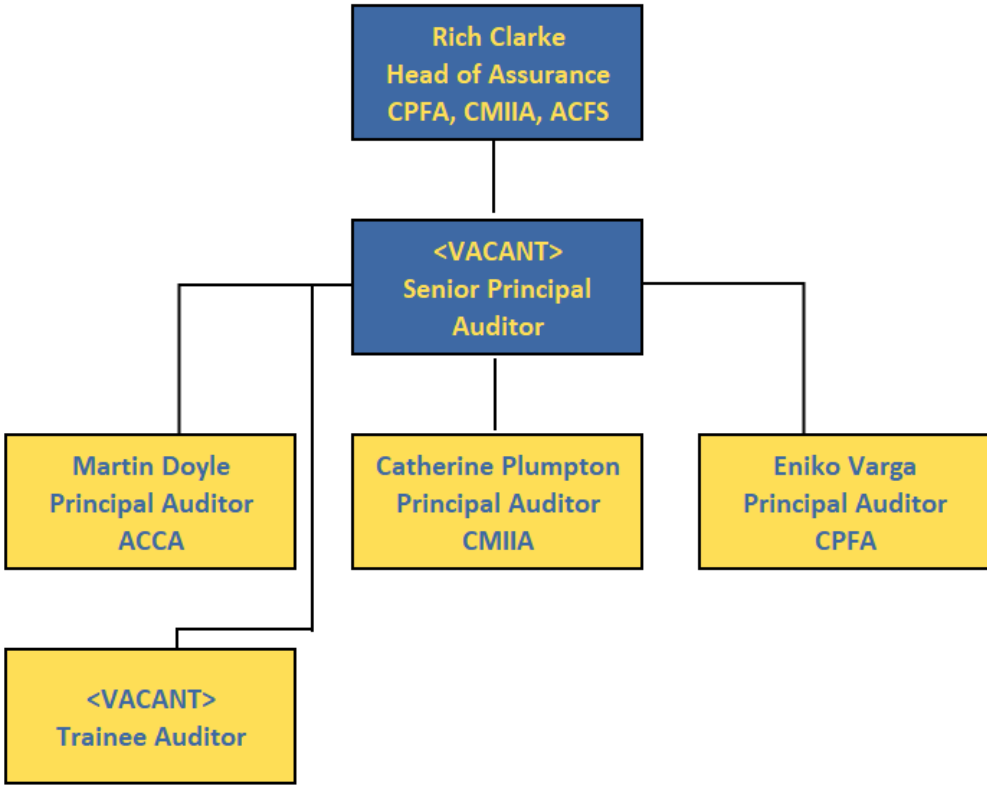 Rich Clarke
Head of Assurance
CPFA, CMIIA, ACFS
<VACANT>
Senior Principal
Auditor
Martin Doyle
Principal Auditor
ACCA
Catherine Plumpton
Principal Auditor
CMIIA
Eniko Varga
Principal Auditor
CPFA
<VACANT>
Trainee Auditor